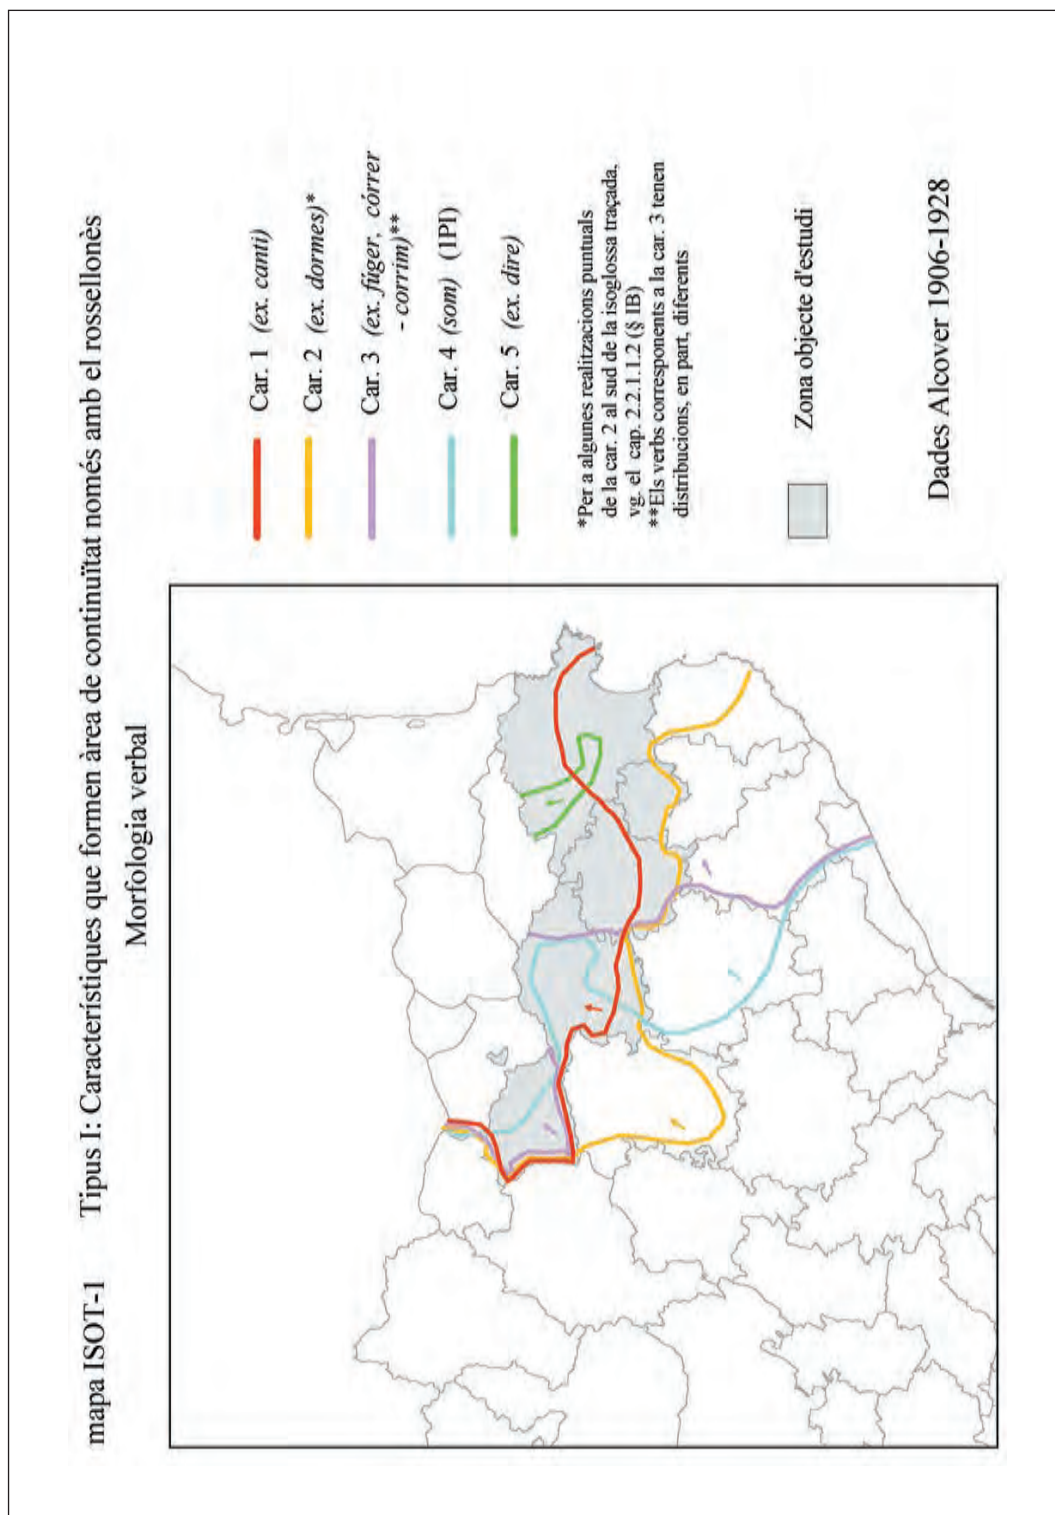 mapa ISOT-1 Tipus I: Característiques que formen àrea de continuïtat només amb el rossellonès
Morfologia verbal
Car. 1 (ex. canti)
Car. 2 (ex. dormes)*
Car. 3 (ex. fúger, córrer
- corrim)**
Car. 4 (som) (1PI)
Car. 5 (ex. dire)
*Per a algunes realitzacions puntuals
de la car. 2 al sud de la isoglossa traçada,
vg. el cap. 2.2.1.1.2 (§ IB)
**Els verbs corresponents a la car. 3 tenen
distribucions, en part, diferents
Zona objecte d'estudi
Dades Alcover 1906-1928